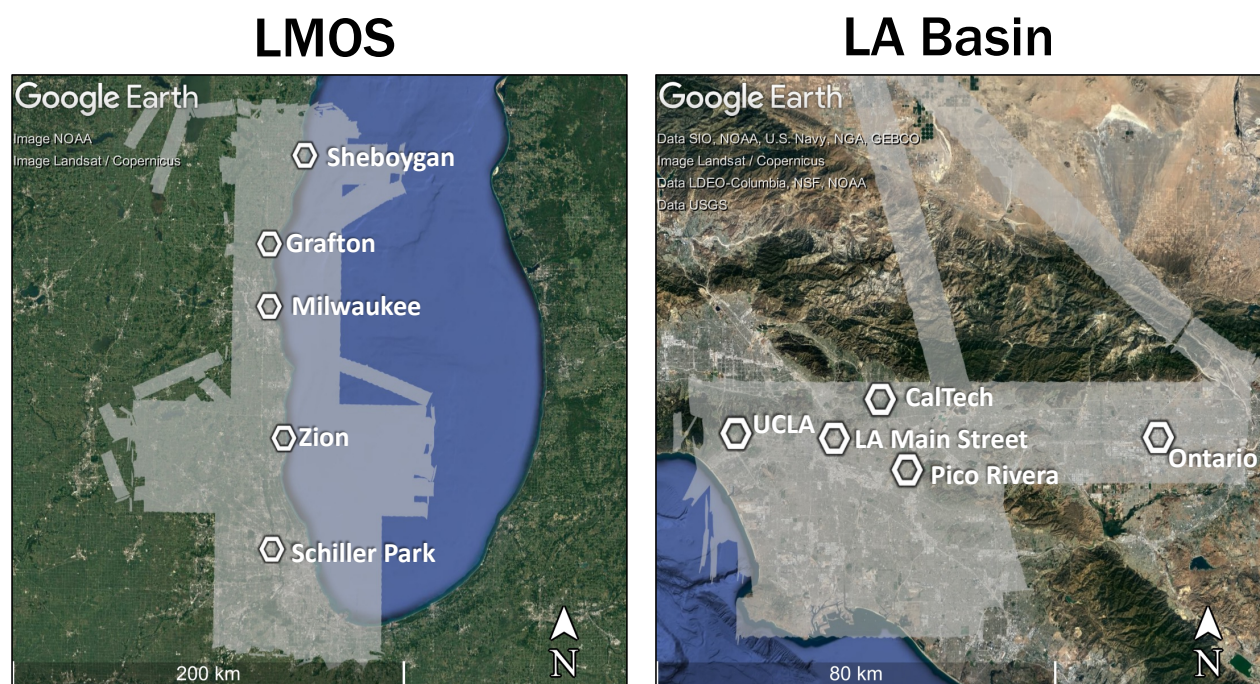 LMOS
Google Earth
Image NOAA
Image Landsat / Copernicus
Sheboygan
Grafton
Milwaukee
Zion
Schiller Park
200 km
N
LA Basin
Google Earth
Data SIO, NOAA, U.S. Navy, NGA, GEBCO
Image Landsat / Copernicus
Data LDEO-Columbia, NSF, NOAA
Data USGS
CalTech
UCLA
LA Main Street
Ontario
Pico Rivera
80 km
N